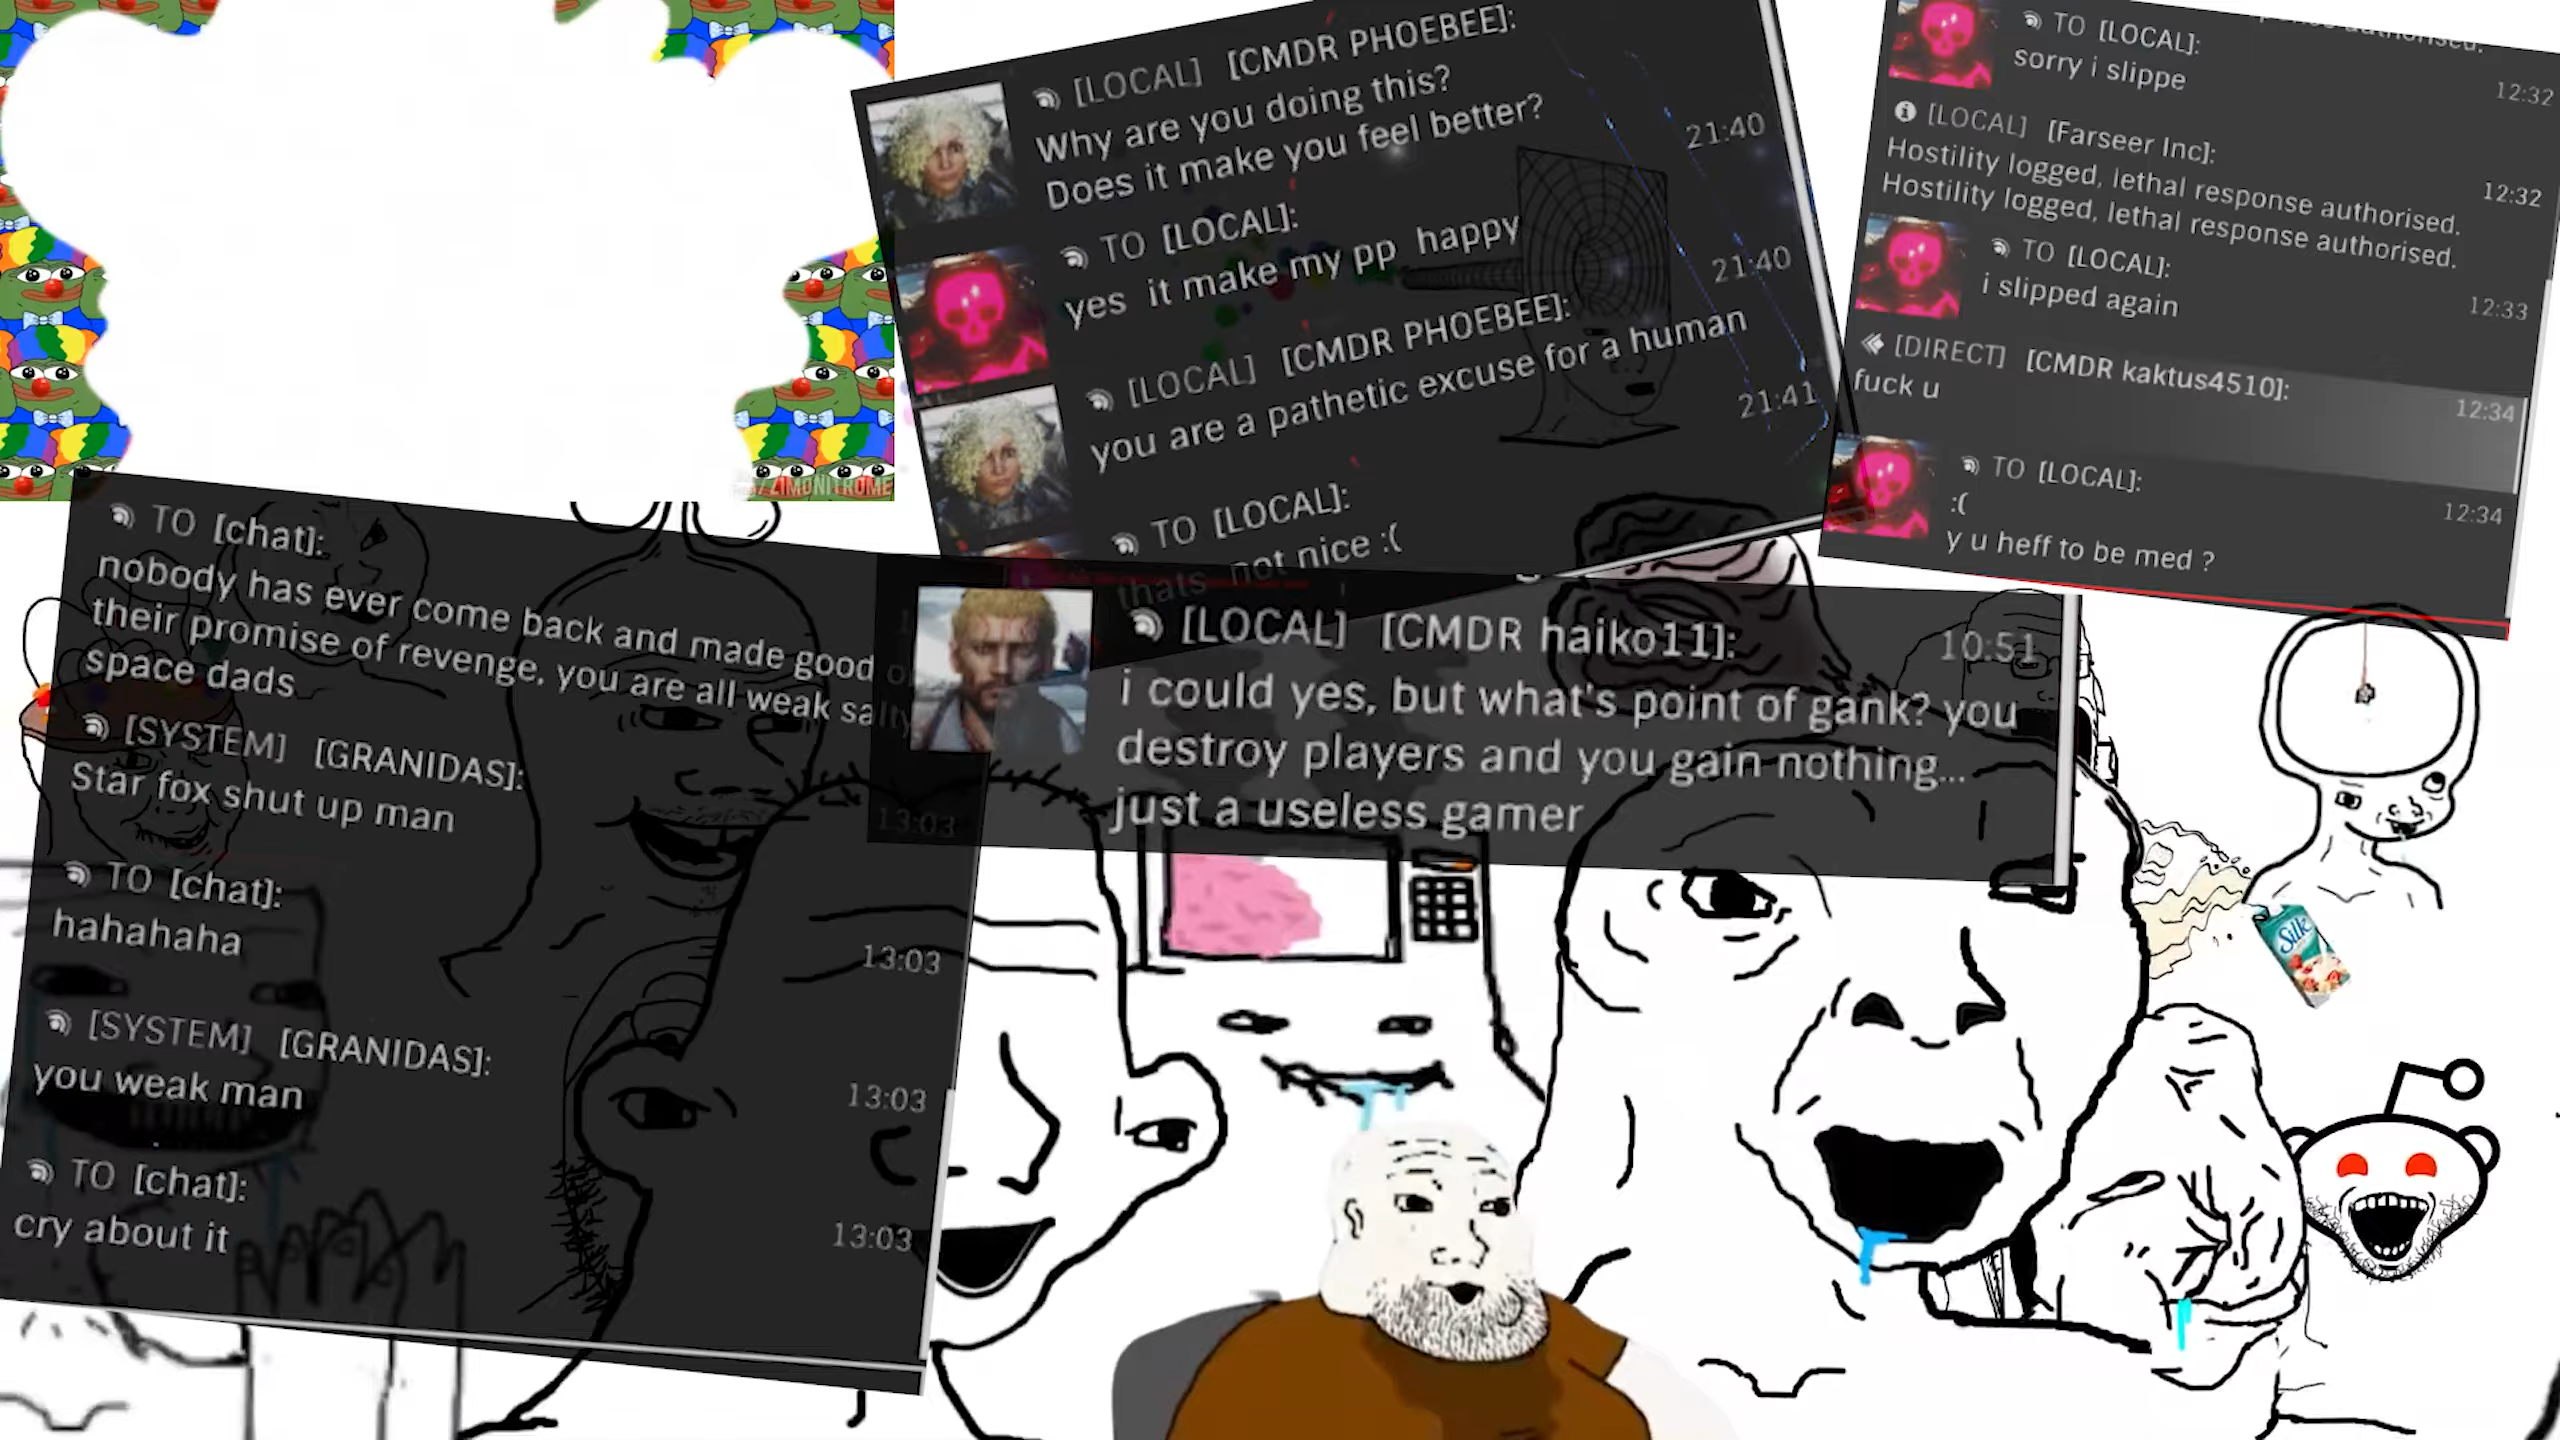 [LOCAL] [CMDR PHOEBEE]:
Why are you doing this?
Does it make you feel better?
21:40
TO [LOCAL]:
yes it make my pp happy
21:40
[LOCAL] [CMDR PHOEBEE]:
you are a pathetic excuse for a human
21:41
TO [LOCAL]:
thats not nice :(
TO [LOCAL]:
sorry i slippe
12:32
[LOCAL] [Farseer Inc]:
Hostility logged, lethal response authorised.
12:32
Hostility logged, lethal response authorised.
TO [LOCAL]:
i slipped again
12:33
[DIRECT] [CMDR kaktus4510]:
fuck u
12:34
TO [LOCAL]:
:(
12:34
y u heff to be med ?
TO [chat]:
nobody has ever come back and made good
their promise of revenge, you are all weak salty
space dads
[SYSTEM] [GRANIDAS]:
Star fox shut up man
13:03
TO [chat]:
hahahaha
13:03
[SYSTEM] [GRANIDAS]:
you weak man
13:03
TO [chat]:
cry about it
13:03
[LOCAL] [CMDR haiko11]:
10:51
i could yes, but what's point of gank? you
destroy players and you gain nothing...
just a useless gamer
Silk